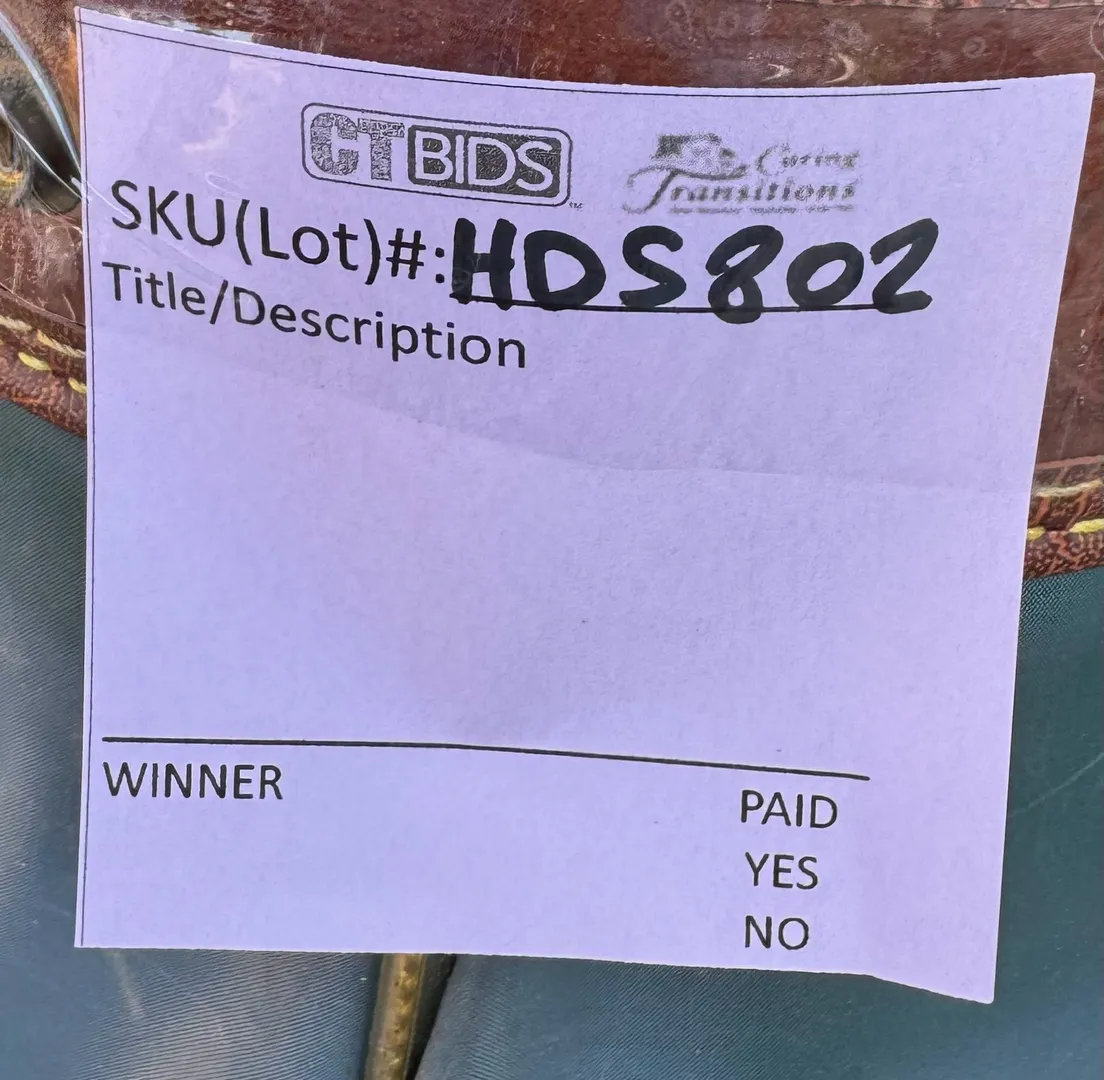 CTBIDS
Caring
Transitions
SKU(Lot)#:HDS802
Title/Description
WINNER
PAID
YES
NO